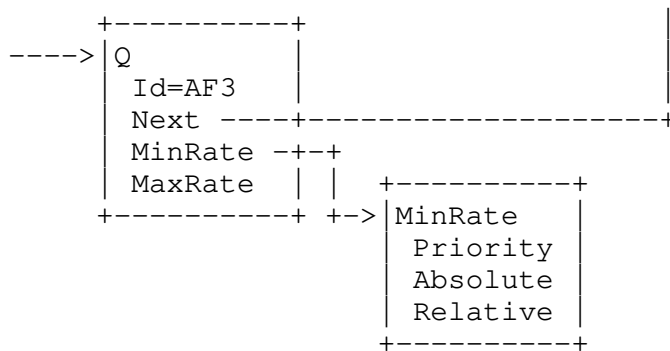 +----------+                       |
---->|Q         |                       |
| Id=AF3   |                       |
| Next ----+-----------------------+
| MinRate -+-+
| MaxRate  | |  +----------+
+----------+ +->|MinRate   |
| Priority |
| Absolute |
| Relative |
+----------+